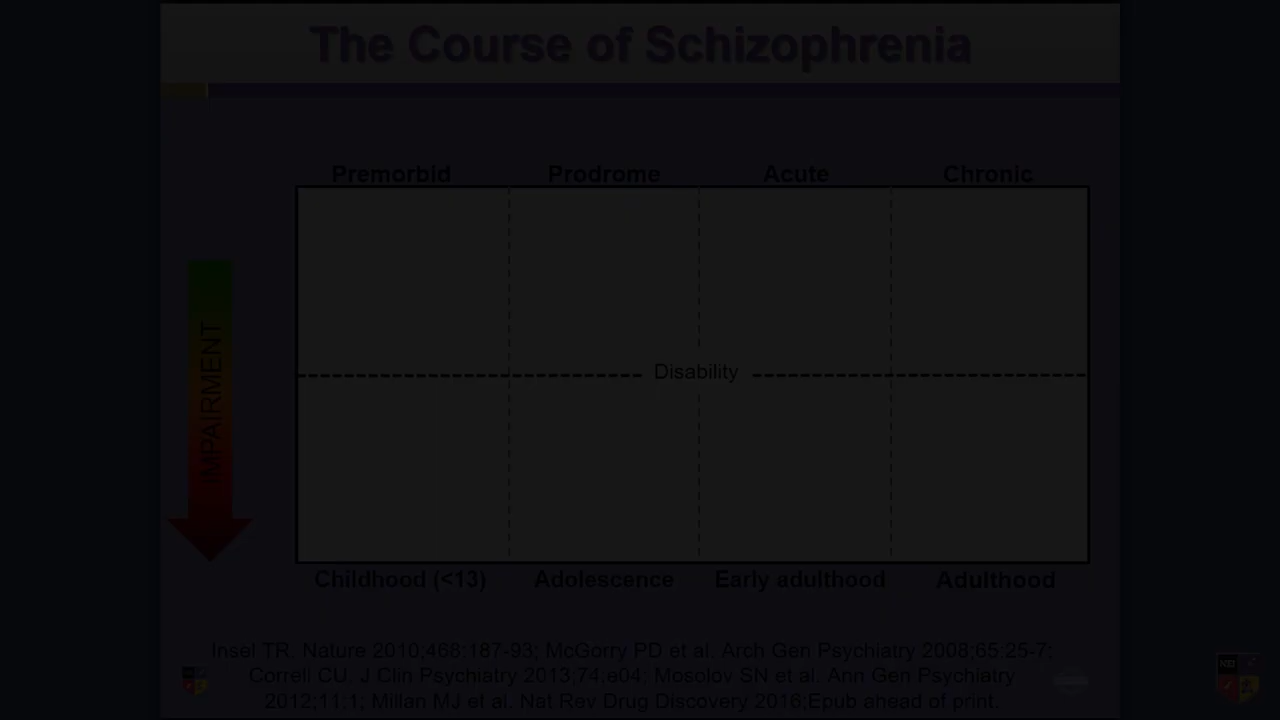 The Course of Schizophrenia
Premorbid Prodrome Acute Chronic
IMPAIRMENT
Disability
Childhood (<13) Adolescence Early adulthood Adulthood
Insel TR. Nature 2010;468:187-93; McGorry PD et al. Arch Gen Psychiatry 2008;65:25-7;
Correll CU. J Clin Psychiatry 2013;74:e04; Mosolov SN et al. Ann Gen Psychiatry
2012;11:1; Millan MJ et al. Nat Rev Drug Discovery 2016;Epub ahead of print.
NEI